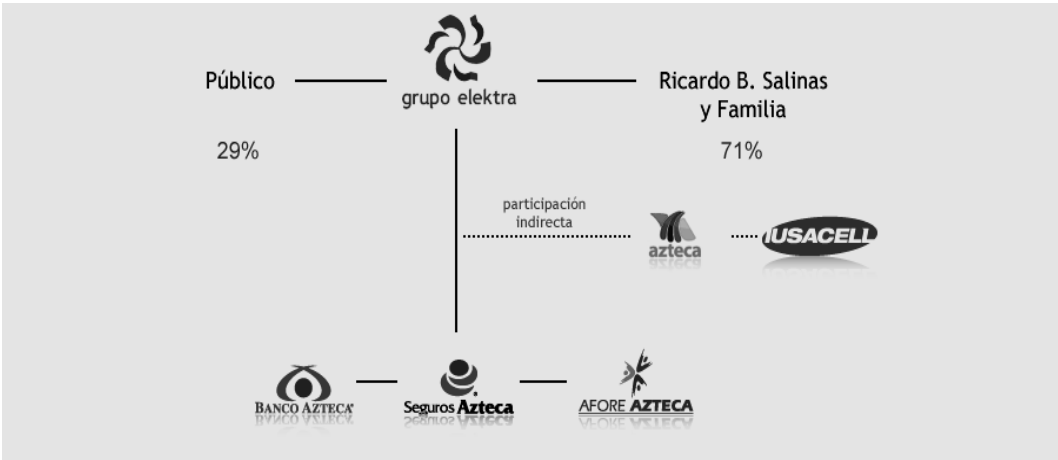 Público
grupo elektra
Ricardo B. Salinas
y Familia
29%
71%
participación
indirecta
azteca
IUSACELL
BANCO AZTECA
Seguros Azteca
AFORE AZTECA